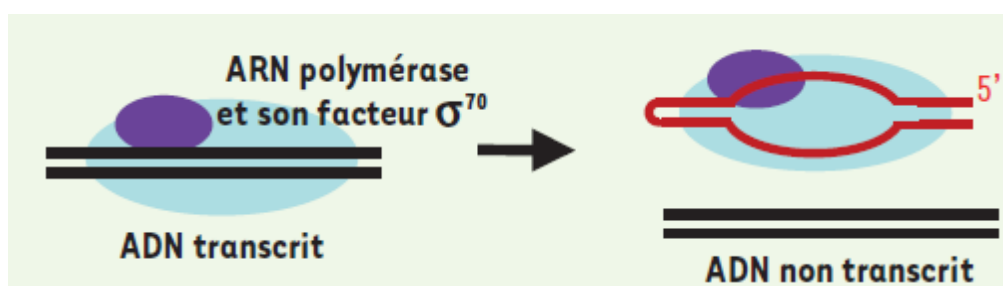 ARN polymérase
et son facteur σ⁷⁰
ADN transcrit
5'
ADN non transcrit